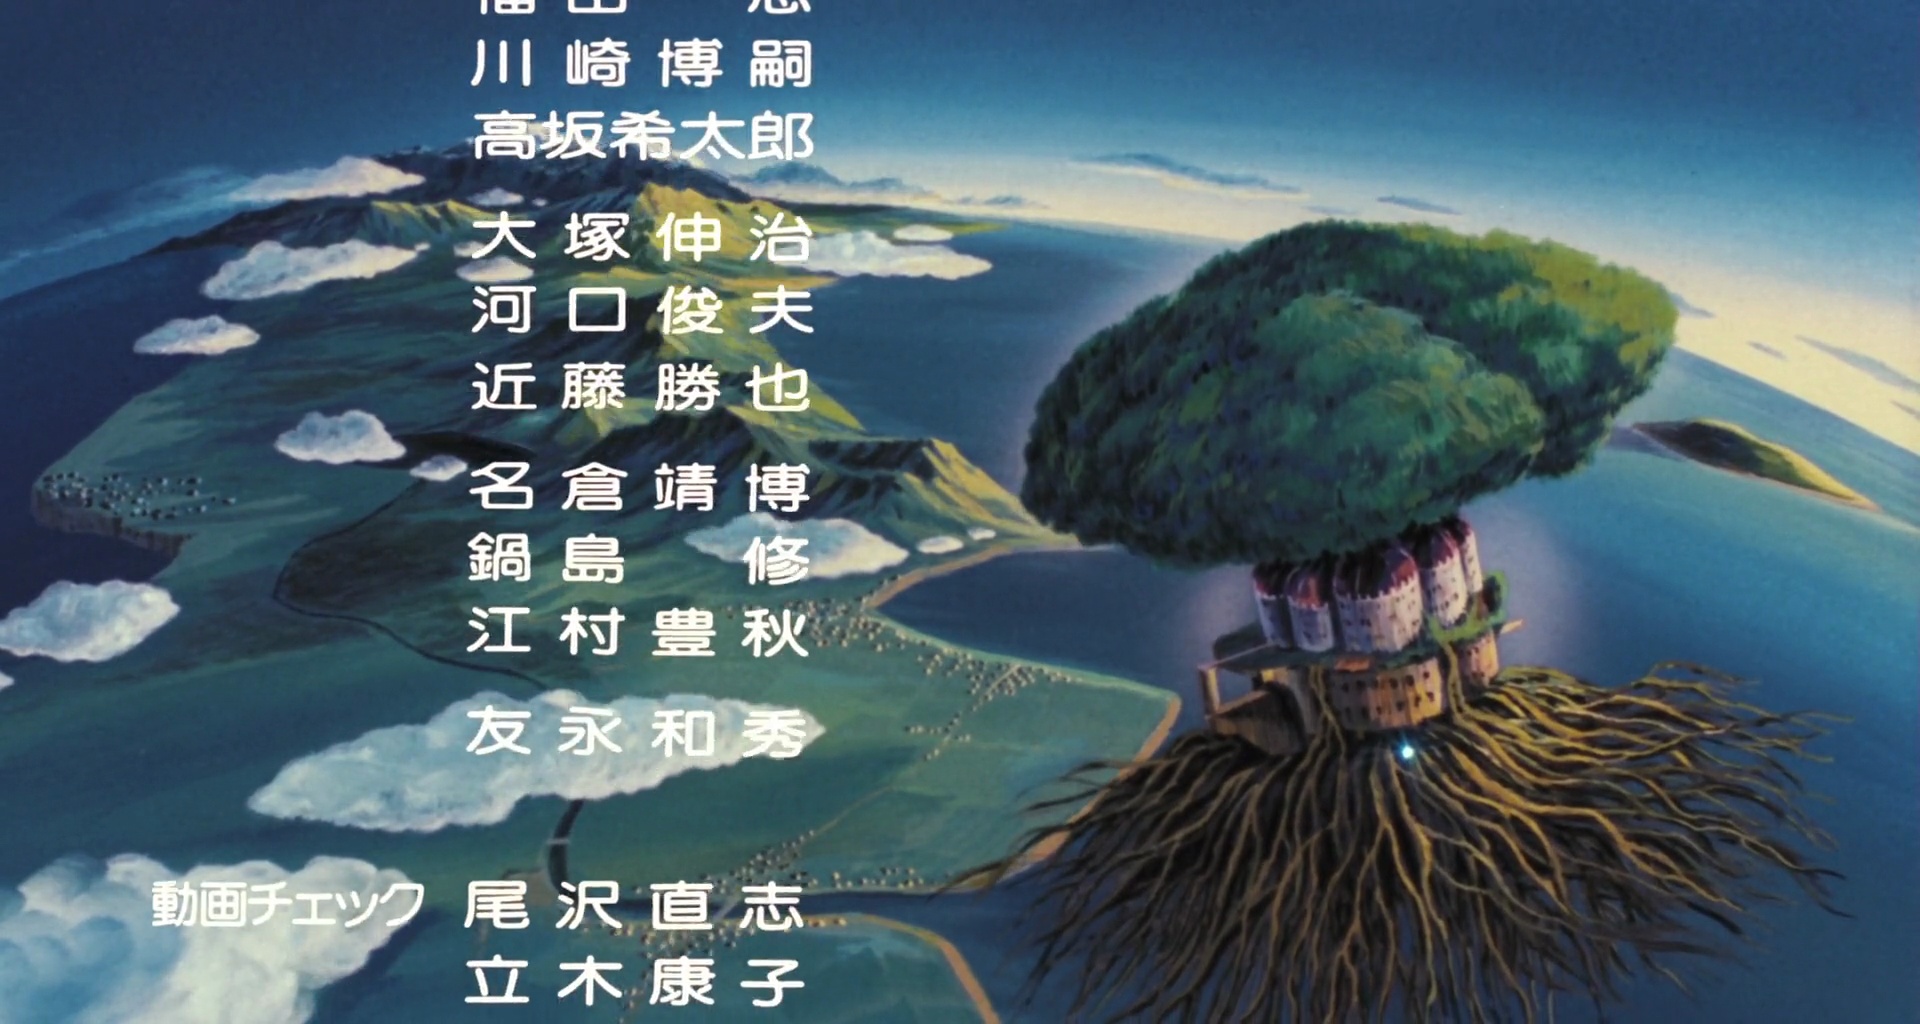 川崎博嗣
高坂希太郎
大塚伸治
河口俊夫
近藤勝也
名倉靖博
鍋島 修
江村豊秋
友永和秀
動画チェック 尾沢直志
立木康子